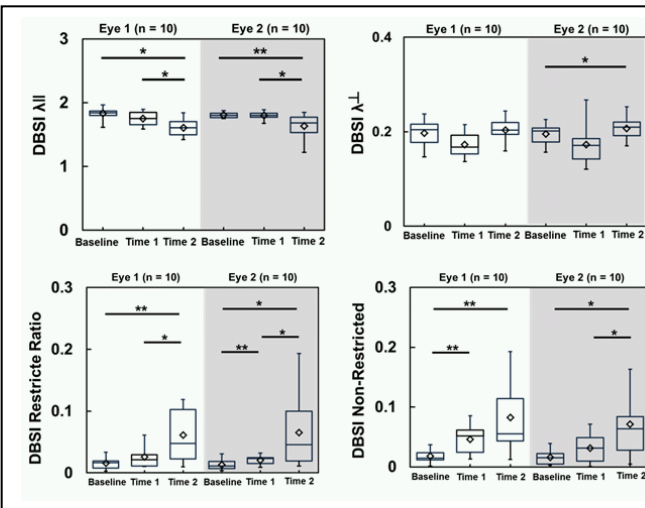 Eye 1 (n = 10) Eye 2 (n = 10)
* **
* *
3
2
1
0
DBSI λ||
Baseline Time 1 Time 2 Baseline Time 1 Time 2
Eye 1 (n = 10) Eye 2 (n = 10)
*
0.4
0.2
0
DBSI λ⊥
Baseline Time 1 Time 2 Baseline Time 1 Time 2
Eye 1 (n = 10) Eye 2 (n = 10)
** *
* ** *
0.3
0.2
0.1
0
DBSI Restricte Ratio
Baseline Time 1 Time 2 Baseline Time 1 Time 2
Eye 1 (n = 10) Eye 2 (n = 10)
** *
** *
0.3
0.2
0.1
0
DBSI Non-Restricted
Baseline Time 1 Time 2 Baseline Time 1 Time 2